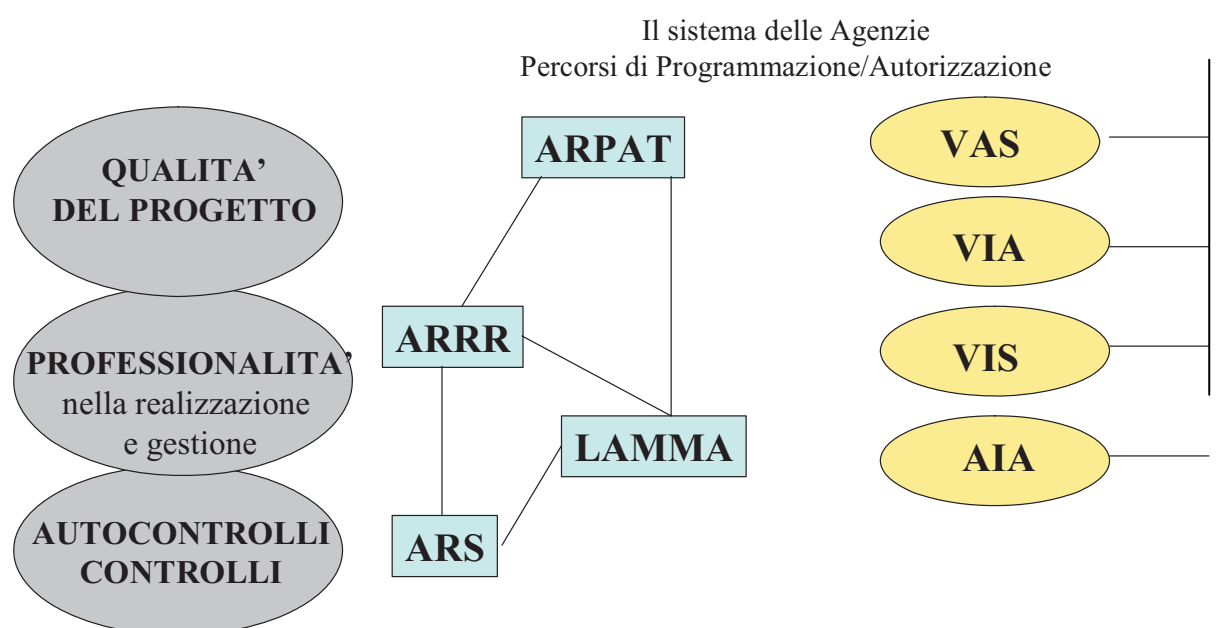 Il sistema delle Agenzie
Percorsi di Programmazione/Autorizzazione
QUALITA’
DEL PROGETTO
PROFESSIONALITA’
nella realizzazione
e gestione
AUTOCONTROLLI
CONTROLLI
ARPAT
ARRR
LAMMA
ARS
VAS
VIA
VIS
AIA